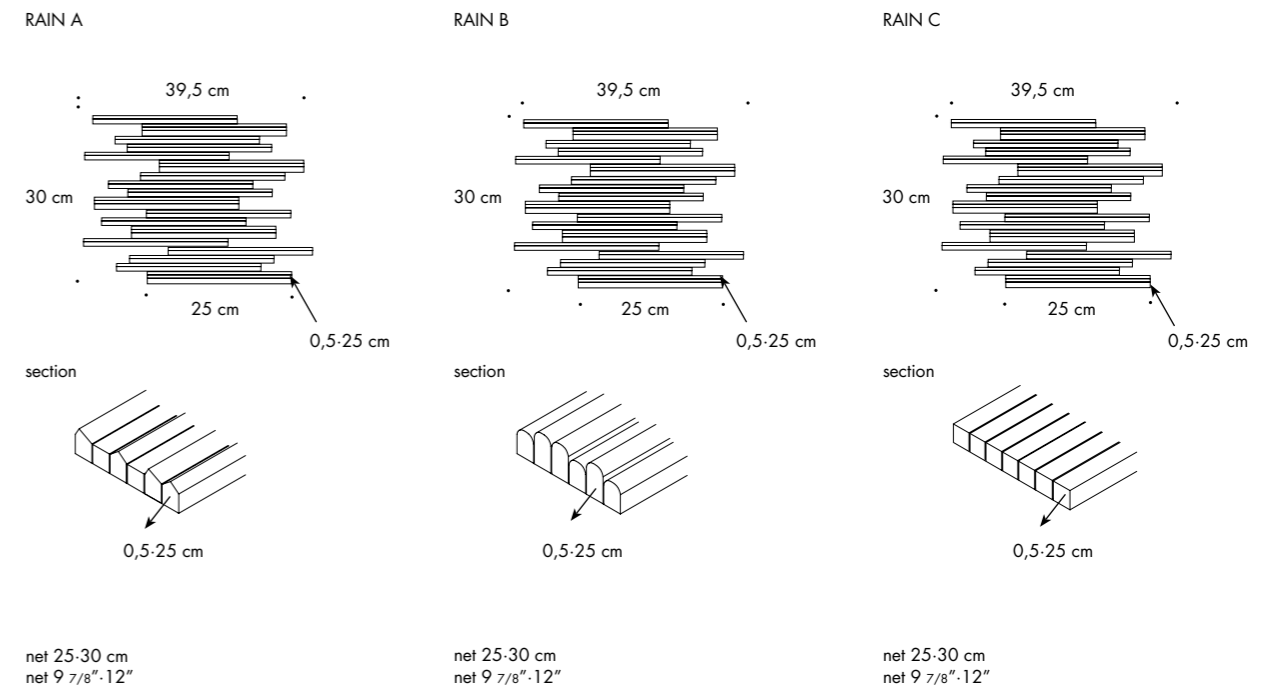 RAIN A
39,5 cm
30 cm
25 cm
0,5·25 cm
section
0,5·25 cm
net 25·30 cm
net 9 7/8”·12”
RAIN B
39,5 cm
30 cm
25 cm
0,5·25 cm
section
0,5·25 cm
net 25·30 cm
net 9 7/8”·12”
RAIN C
39,5 cm
30 cm
25 cm
0,5·25 cm
section
0,5·25 cm
net 25·30 cm
net 9 7/8”·12”